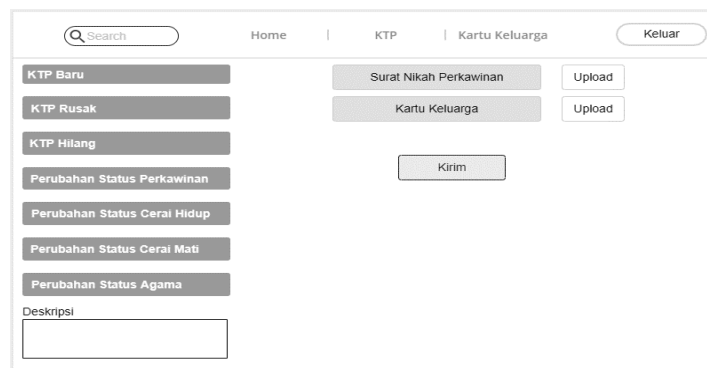 Search
Home | KTP | Kartu Keluarga
Keluar
KTP Baru
KTP Rusak
KTP Hilang
Perubahan Status Perkawinan
Perubahan Status Cerai Hidup
Perubahan Status Cerai Mati
Perubahan Status Agama
Deskripsi
Surat Nikah Perkawinan Upload
Kartu Keluarga Upload
Kirim